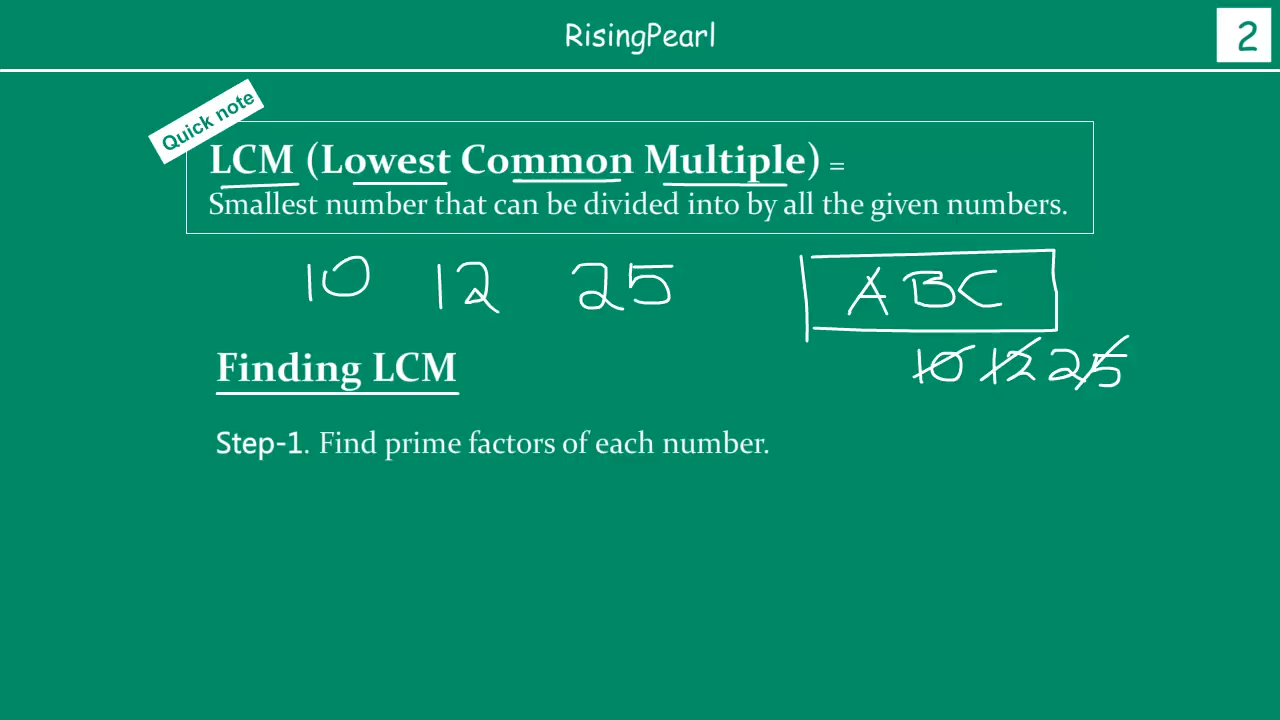 RisingPearl
2
Quick note
LCM (Lowest Common Multiple) =
Smallest number that can be divided into by all the given numbers.
10 12 25 ABC
10 12 25
Finding LCM
Step-1. Find prime factors of each number.